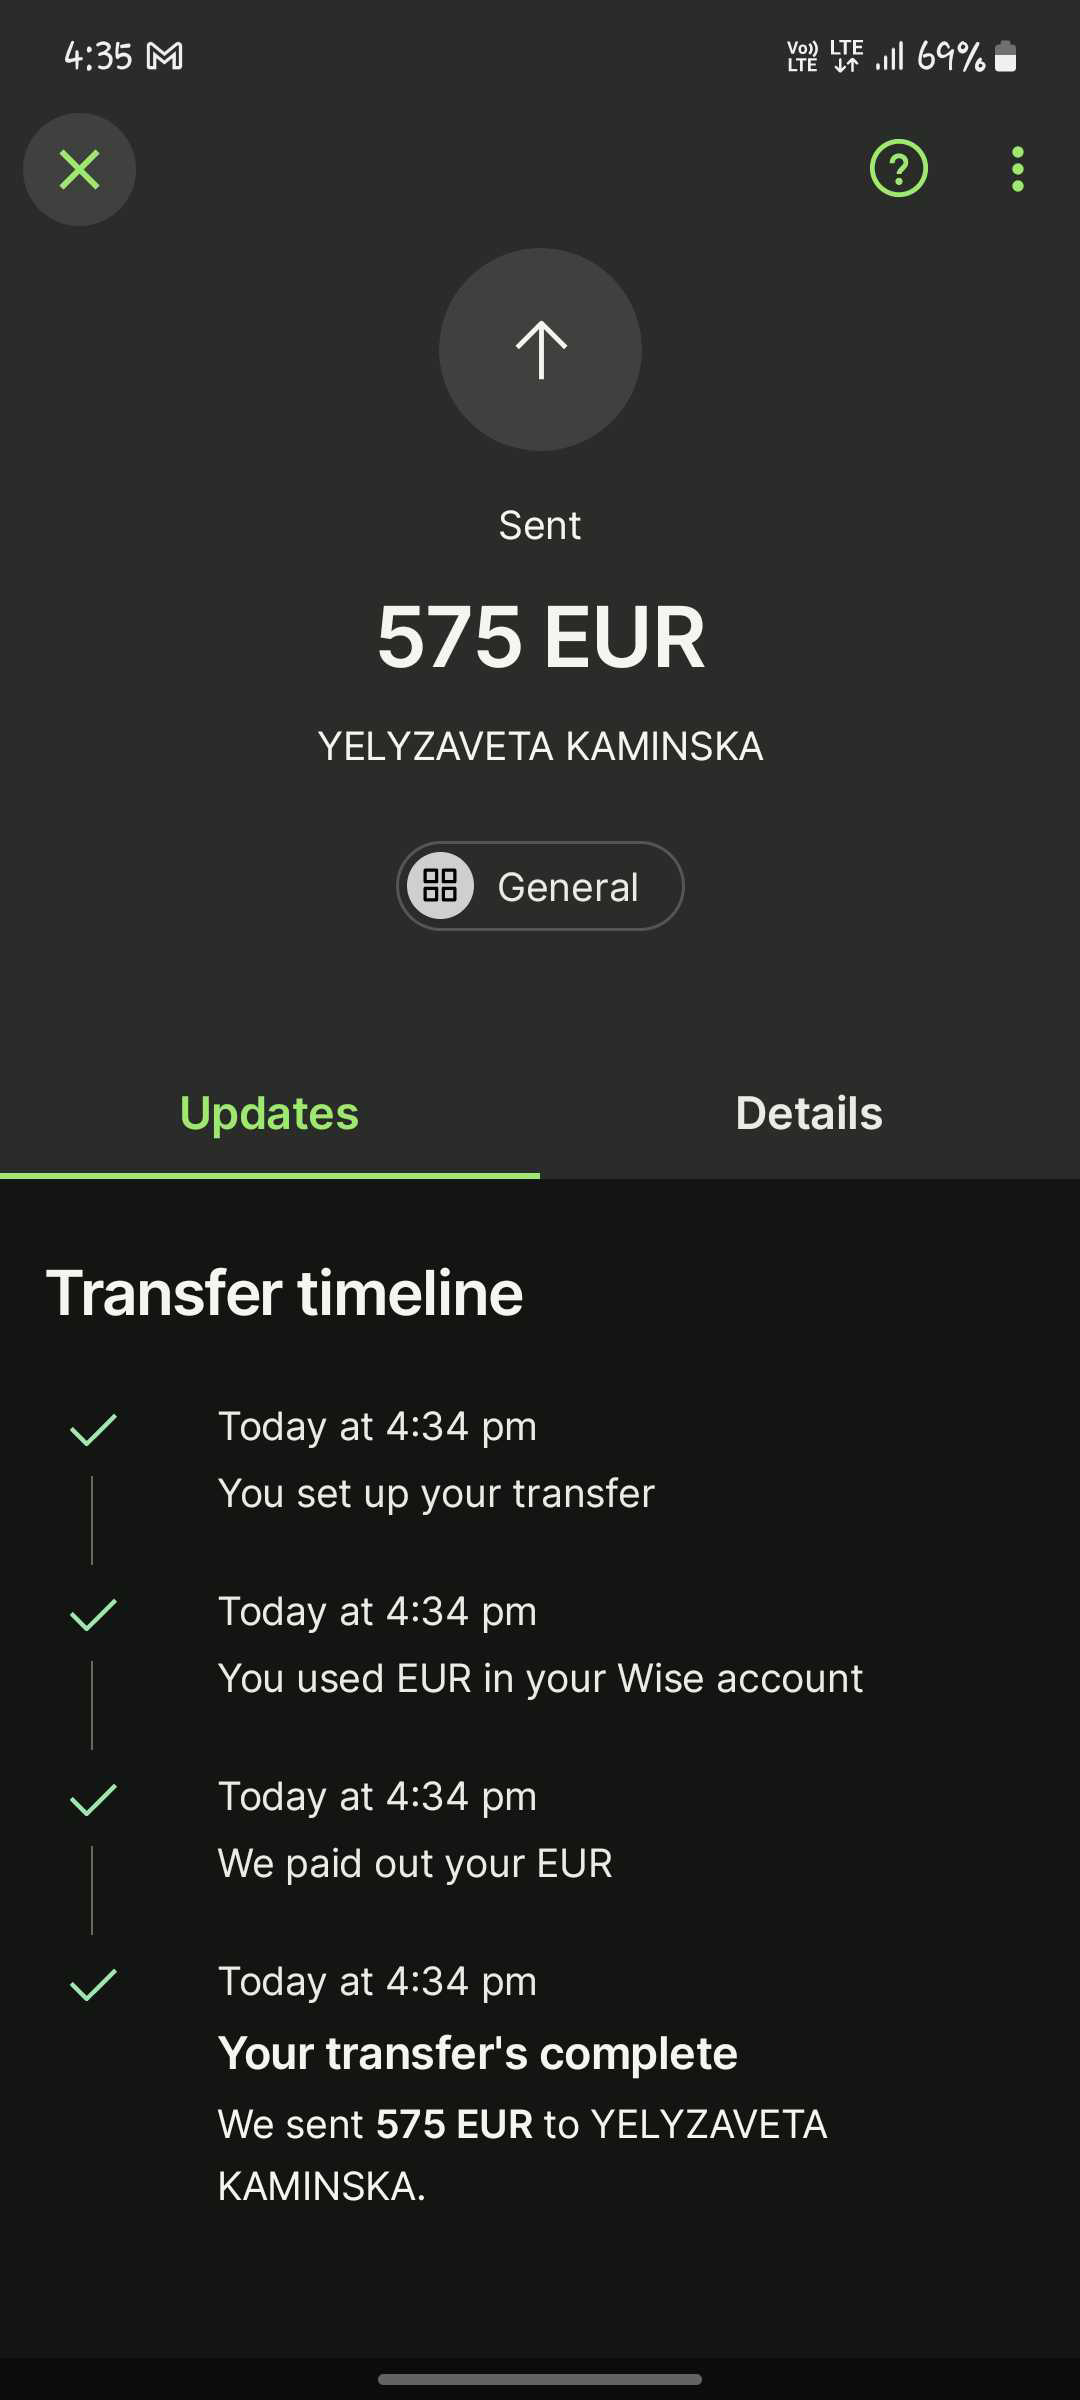 4:35
Vo)) LTE
LTE
69%
Sent
575 EUR
YELYZAVETA KAMINSKA
General
Updates
Details
Transfer timeline
Today at 4:34 pm
You set up your transfer
Today at 4:34 pm
You used EUR in your Wise account
Today at 4:34 pm
We paid out your EUR
Today at 4:34 pm
Your transfer's complete
We sent 575 EUR to YELYZAVETA
KAMINSKA.